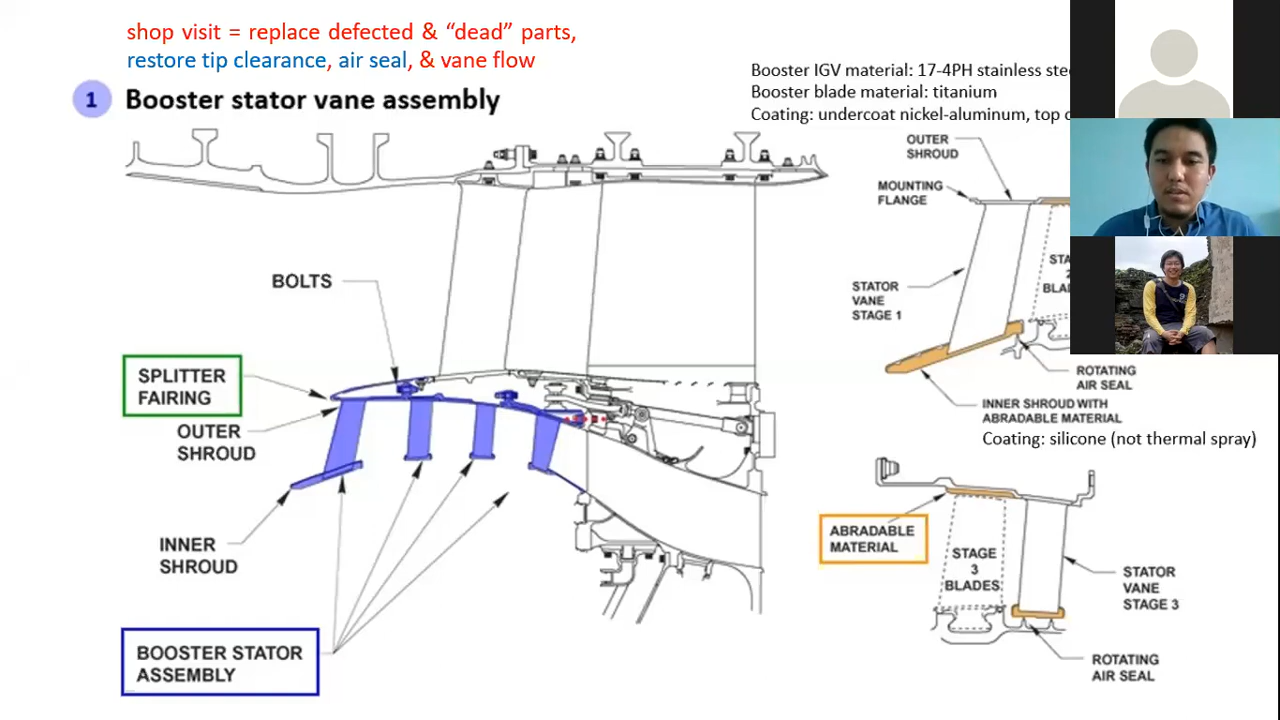 shop visit = replace defected & “dead” parts,
restore tip clearance, air seal, & vane flow
1 Booster stator vane assembly
Booster IGV material: 17-4PH stainless
Booster blade material: titanium
Coating: undercoat nickel-aluminum, top
BOLTS
SPLITTER
FAIRING
OUTER
SHROUD
INNER
SHROUD
BOOSTER STATOR
ASSEMBLY
OUTER
SHROUD
MOUNTING
FLANGE
STATOR
VANE
STAGE 1
2
ROTATING
AIR SEAL
INNER SHROUD WITH
ABRADABLE MATERIAL
Coating: silicone (not thermal spray)
ABRADABLE
MATERIAL
STAGE
3
BLADES
STATOR
VANE
STAGE 3
ROTATING
AIR SEAL